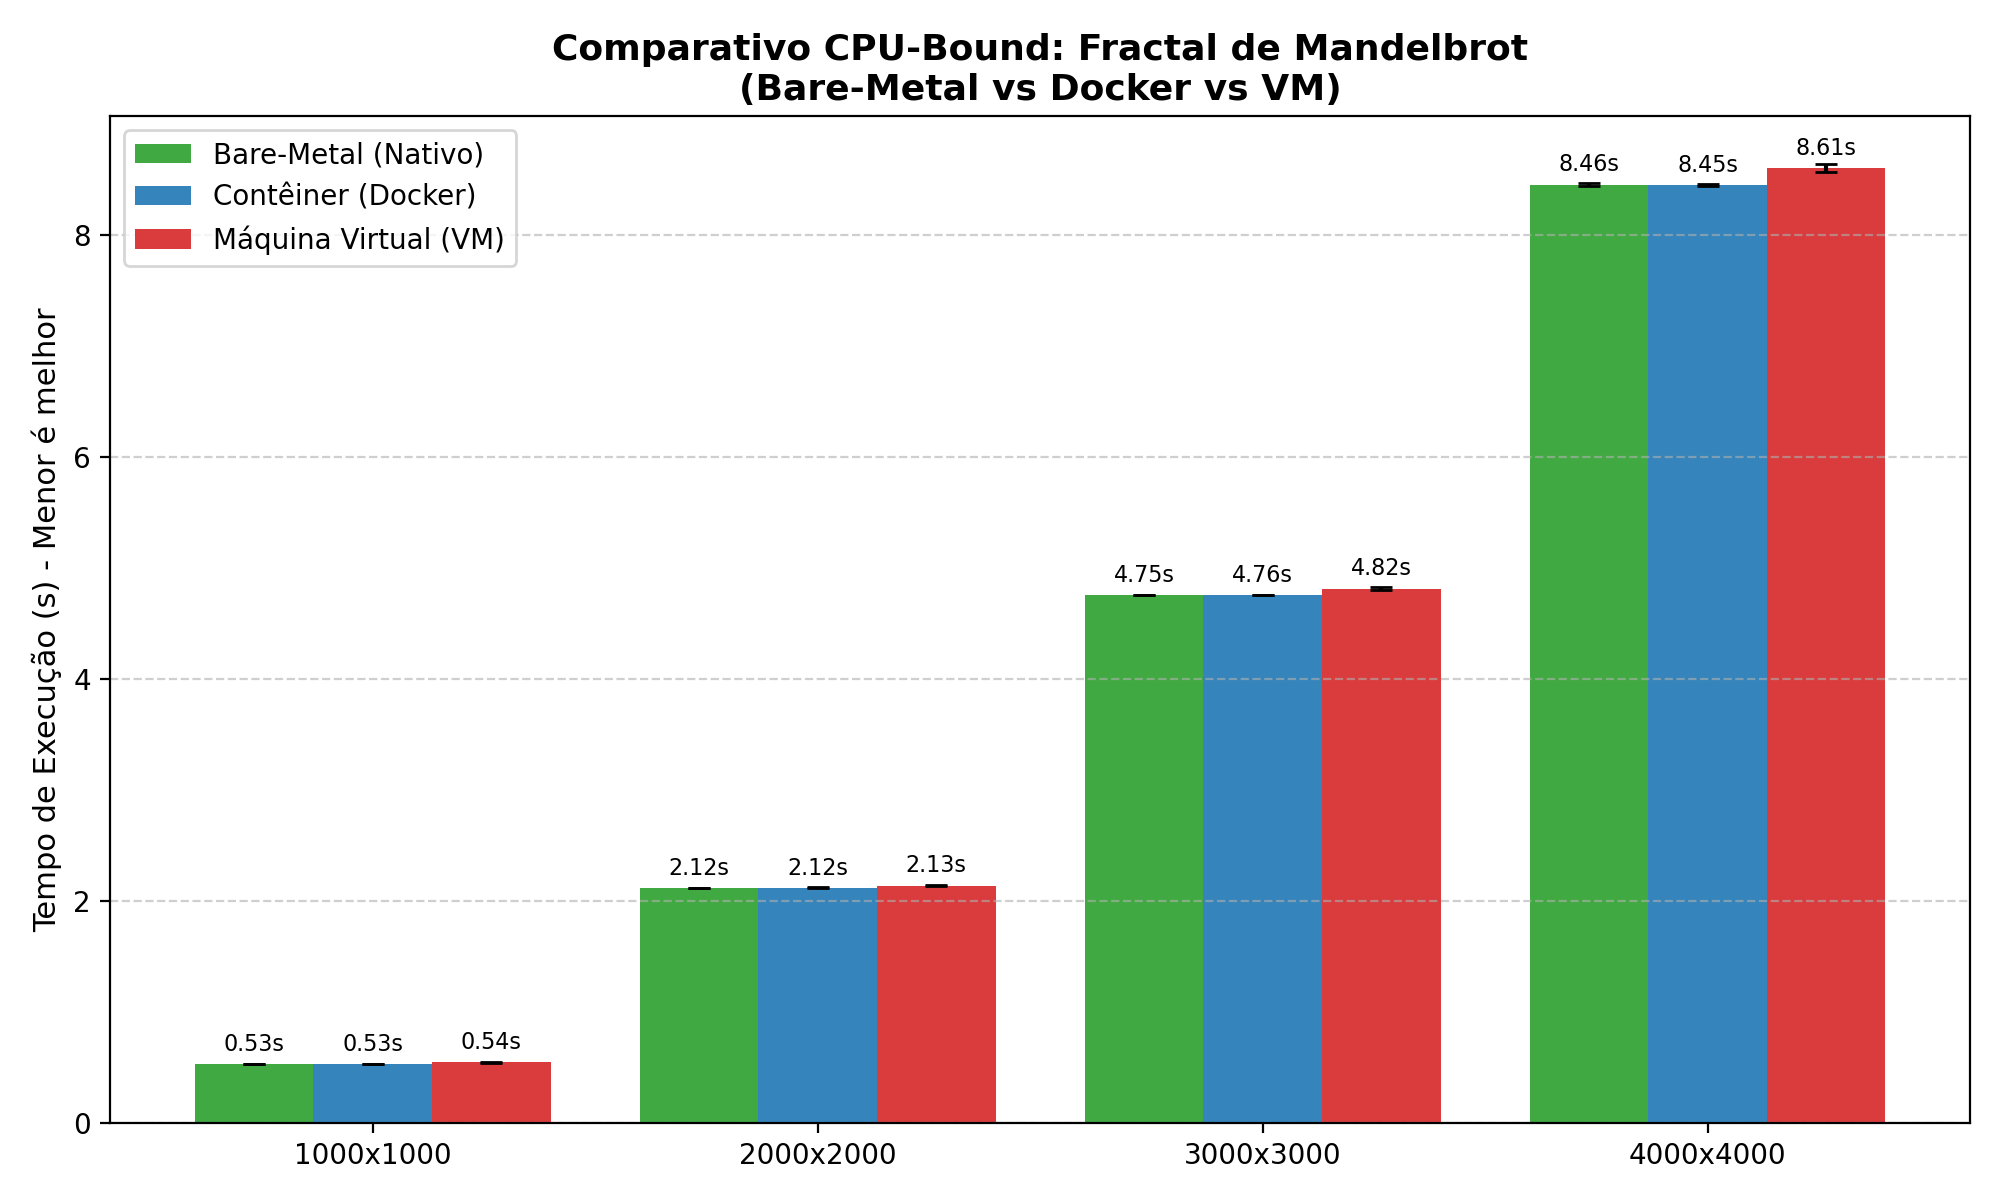 Comparativo CPU-Bound: Fractal de Mandelbrot
(Bare-Metal vs Docker vs VM)
Bare-Metal (Nativo)
Contêiner (Docker)
Máquina Virtual (VM)
Tempo de Execução (s) - Menor é melhor
8
6
4
2
0
0.53s
0.53s
0.54s
2.12s
2.12s
2.13s
4.75s
4.76s
4.82s
8.46s
8.45s
8.61s
1000x1000
2000x2000
3000x3000
4000x4000